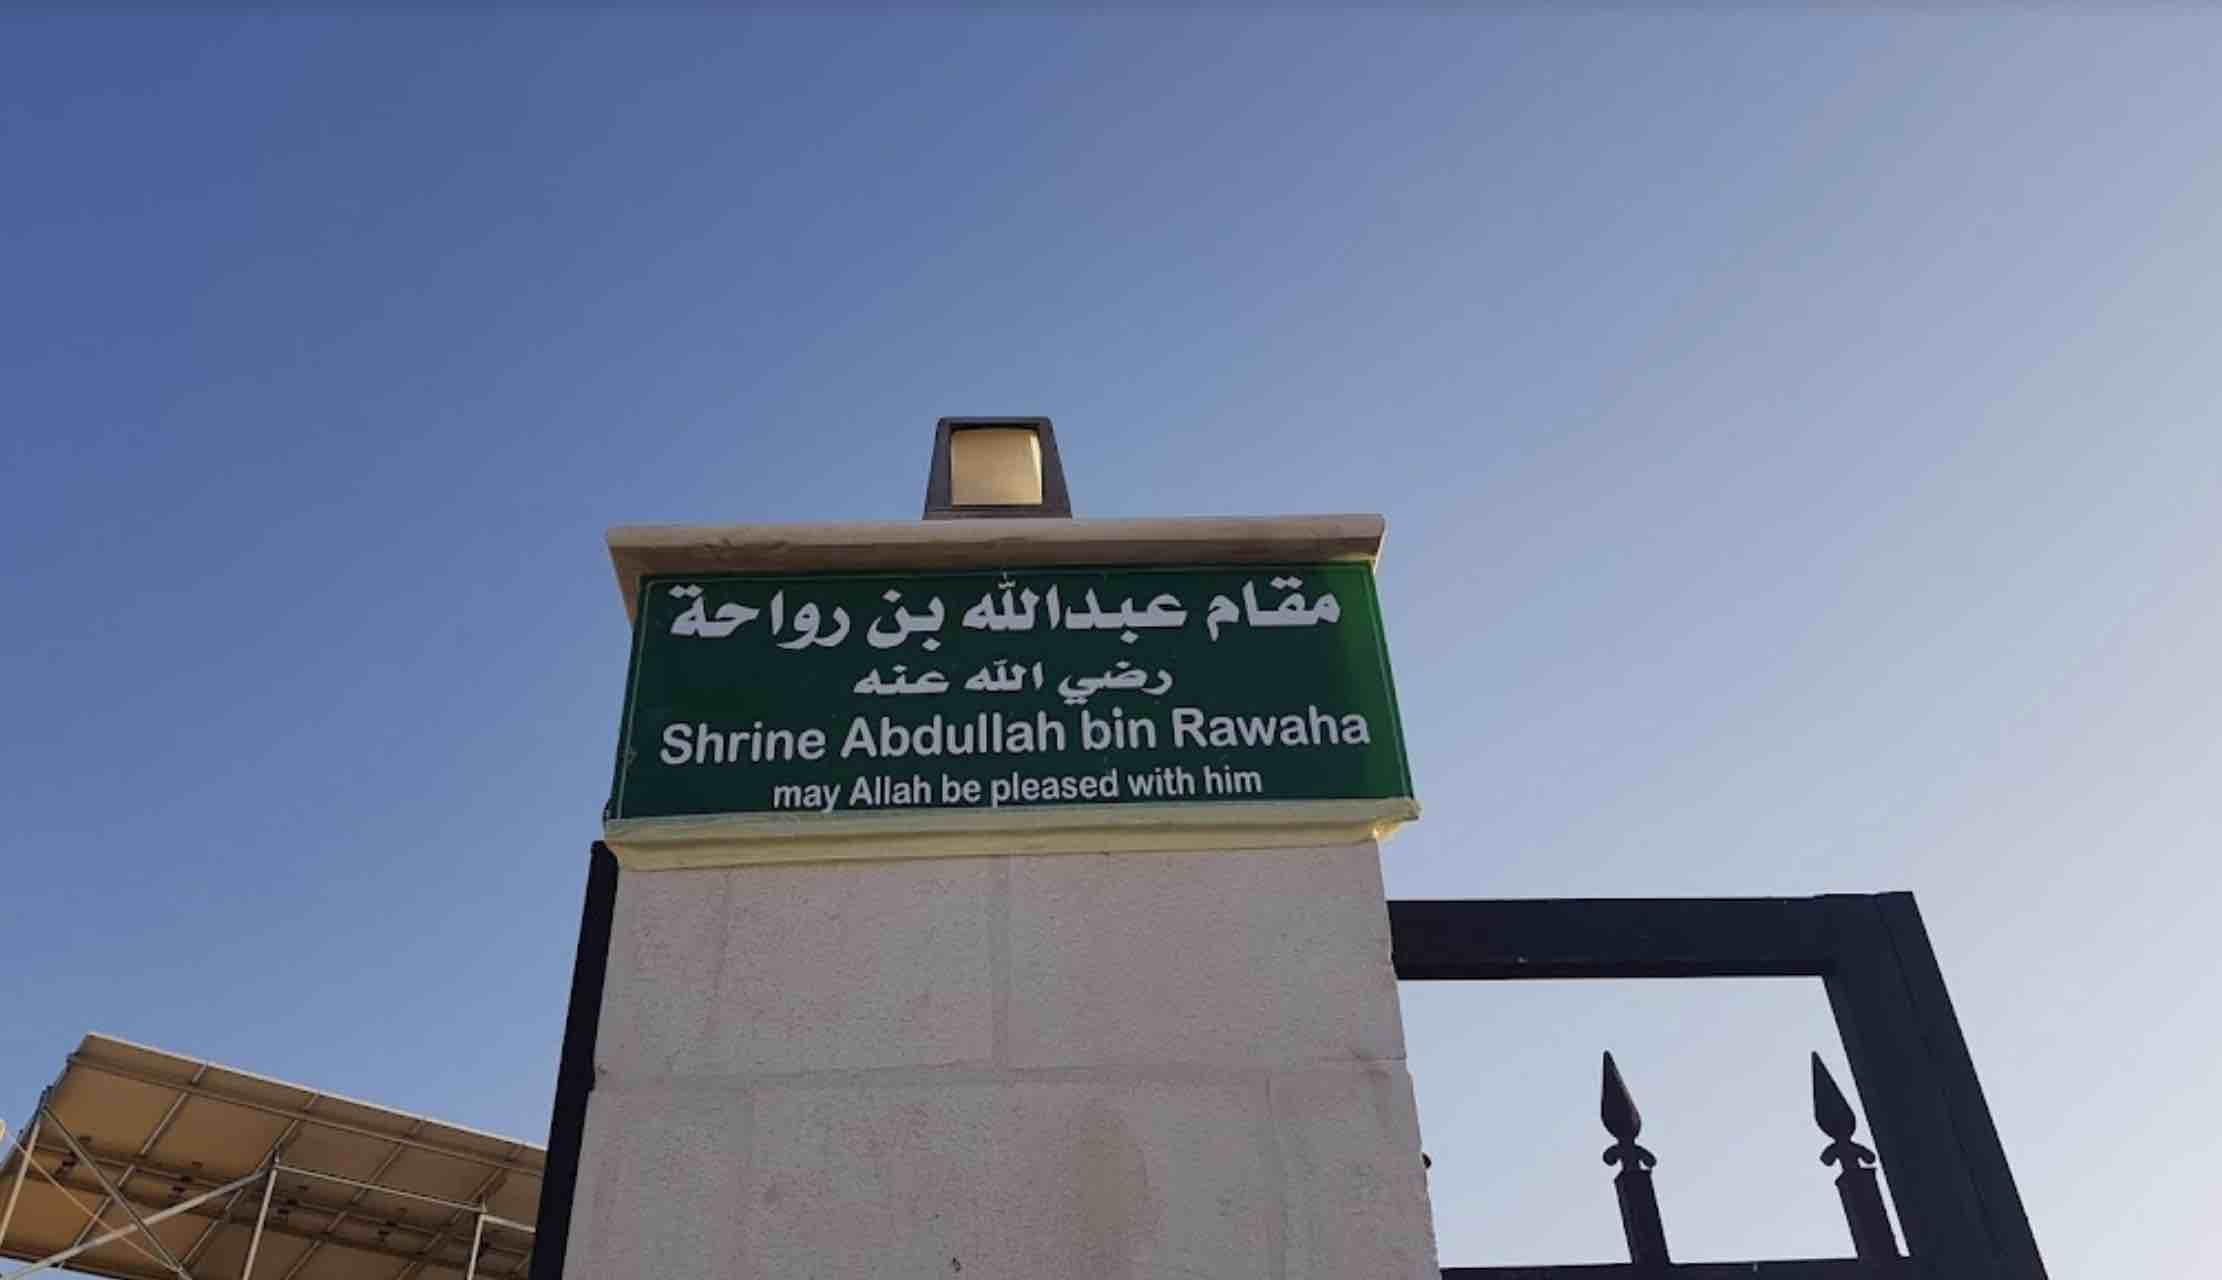 مقام عبدالله بن رواحة
رضي الله عنه
Shrine Abdullah bin Rawaha
may Allah be pleased with him